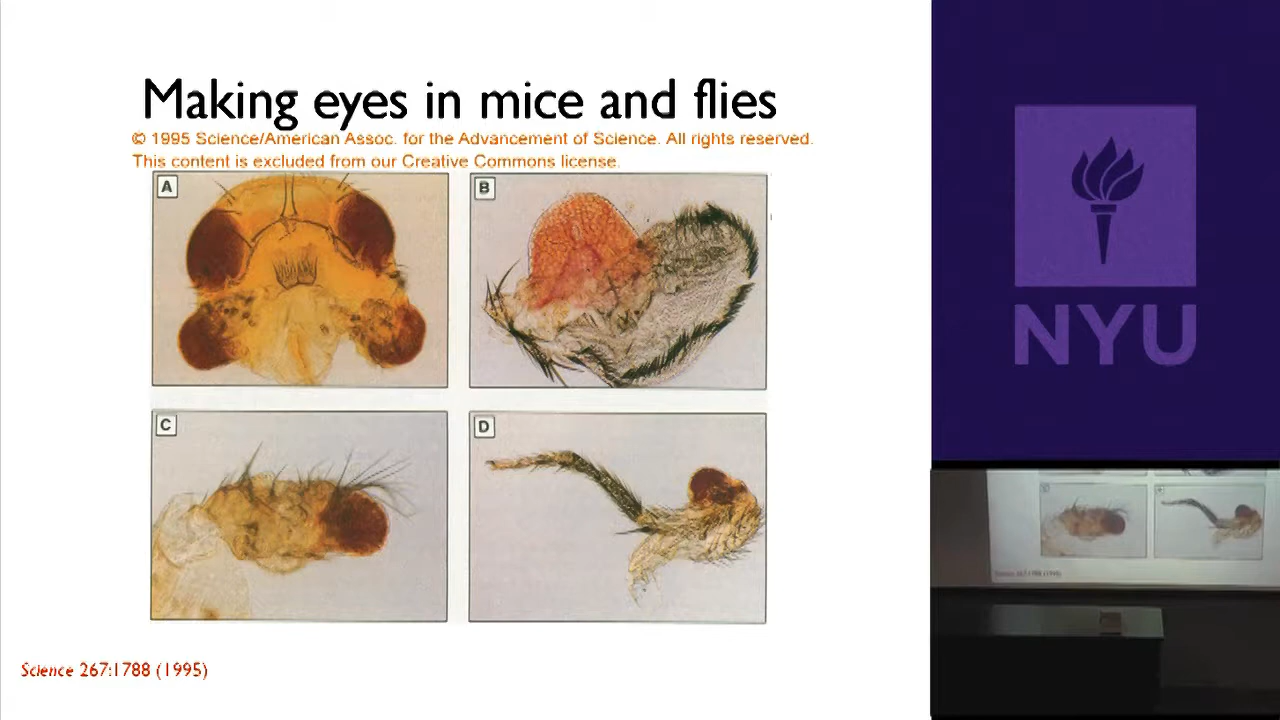 Making eyes in mice and flies
© 1995 Science/American Assoc. for the Advancement of Science. All rights reserved.
This content is excluded from our Creative Commons license.
A
B
C
D
Science 267:1788 (1995)
NYU